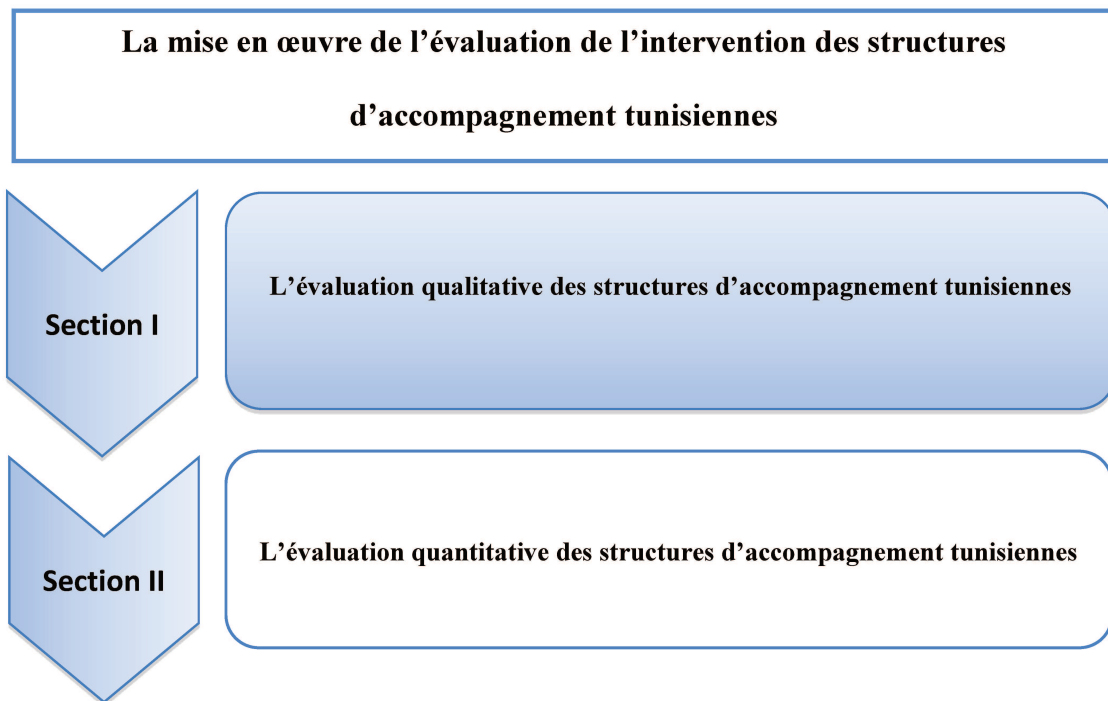 La mise en œuvre de l’évaluation de l’intervention des structures
d’accompagnement tunisiennes
Section I
L’évaluation qualitative des structures d’accompagnement tunisiennes
Section II
L’évaluation quantitative des structures d’accompagnement tunisiennes